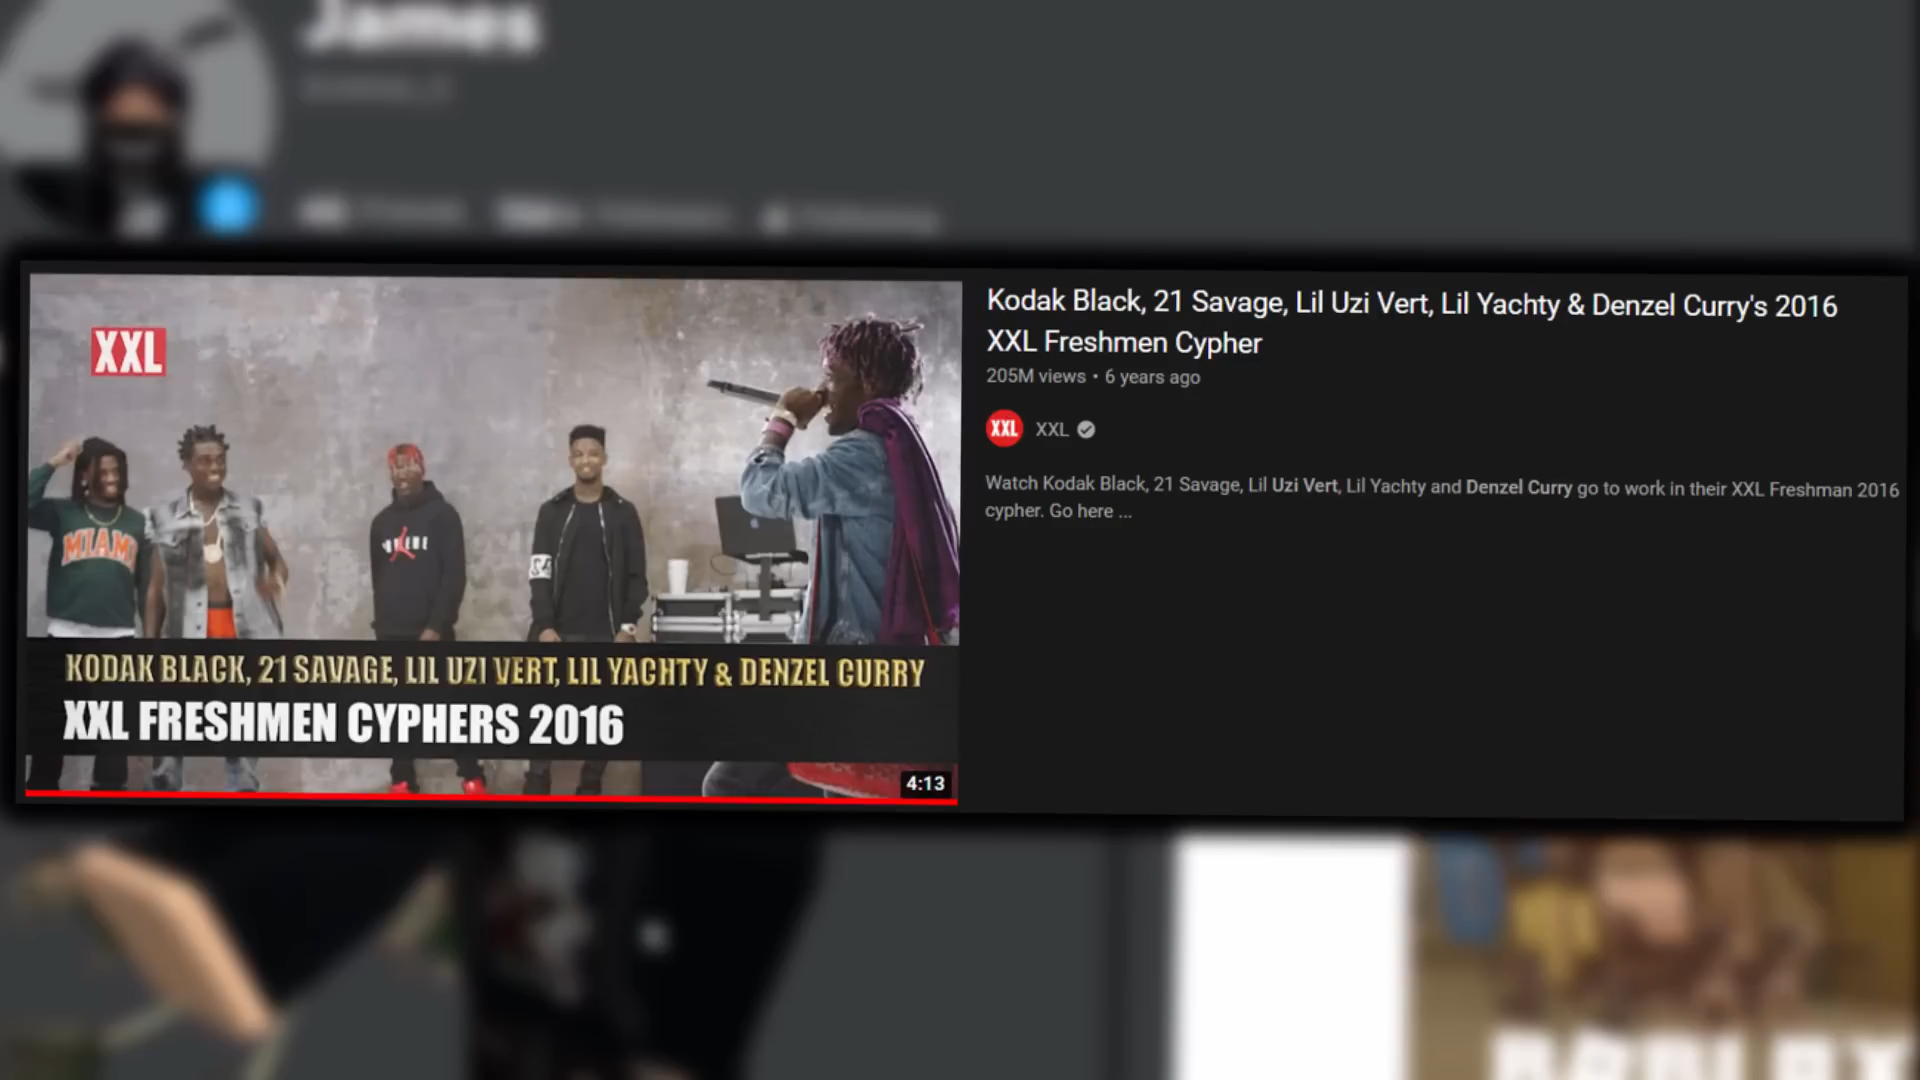 James
XXL
MIAMI
KODAK BLACK, 21 SAVAGE, LIL UZI VERT, LIL YACHTY & DENZEL CURRY
XXL FRESHMEN CYPHERS 2016
4:13
Kodak Black, 21 Savage, Lil Uzi Vert, Lil Yachty & Denzel Curry's 2016
XXL Freshmen Cypher
205M views • 6 years ago
XXL
XXL
Watch Kodak Black, 21 Savage, Lil Uzi Vert, Lil Yachty and Denzel Curry go to work in their XXL Freshman 2016
cypher. Go here ...